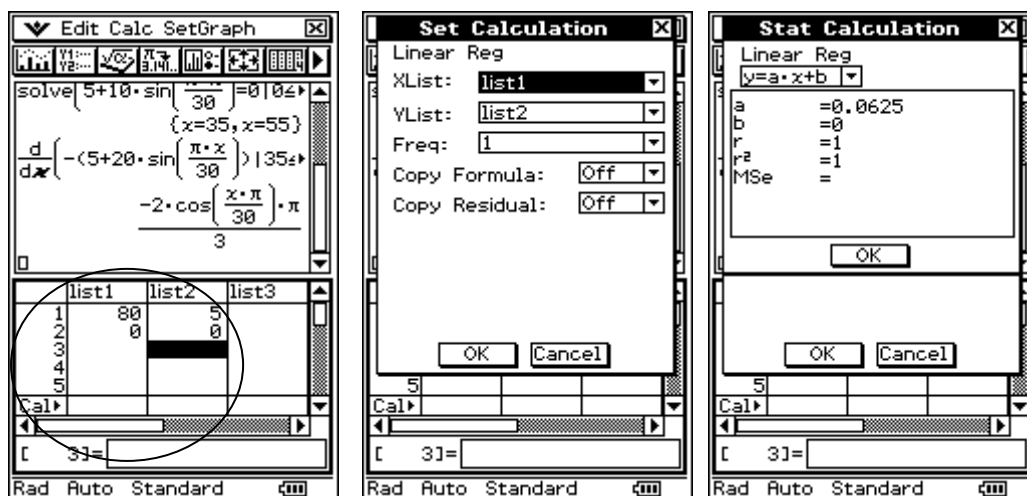 Edit Calc SetGraph
solve(5+10·sin(π·x/30)=0|0≤
{x=35,x=55}
d/dx(-(5+20·sin(π·x/30))|35≤
-2·cos(x·π/30)·π
3
list1 list2 list3
1 80 5
2 0 0
3
4
5
Cal
[ 3]=
Rad Auto Standard
Set Calculation
Linear Reg
XList: list1
YList: list2
Freq: 1
Copy Formula: Off
Copy Residual: Off
OK Cancel
5
Cal
[ 3]=
Rad Auto Standard
Stat Calculation
Linear Reg
y=a·x+b
a =0.0625
b =0
r =1
r² =1
MSe =
OK
OK Cancel
5
Cal
[ 3]=
Rad Auto Standard